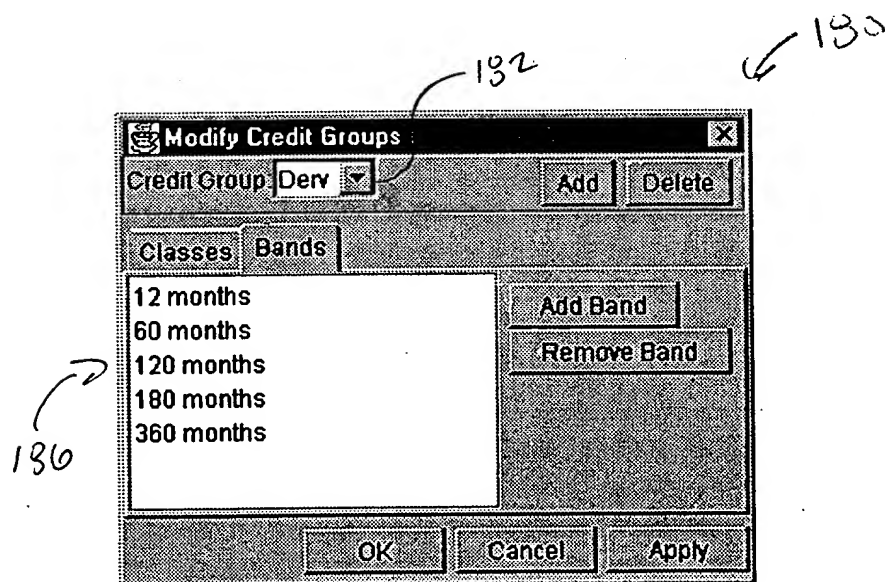 180
182
Modify Credit Groups
Credit Group Derv Add Delete
Classes Bands
12 months
60 months
120 months
180 months
360 months
Add Band
Remove Band
186
OK Cancel Apply